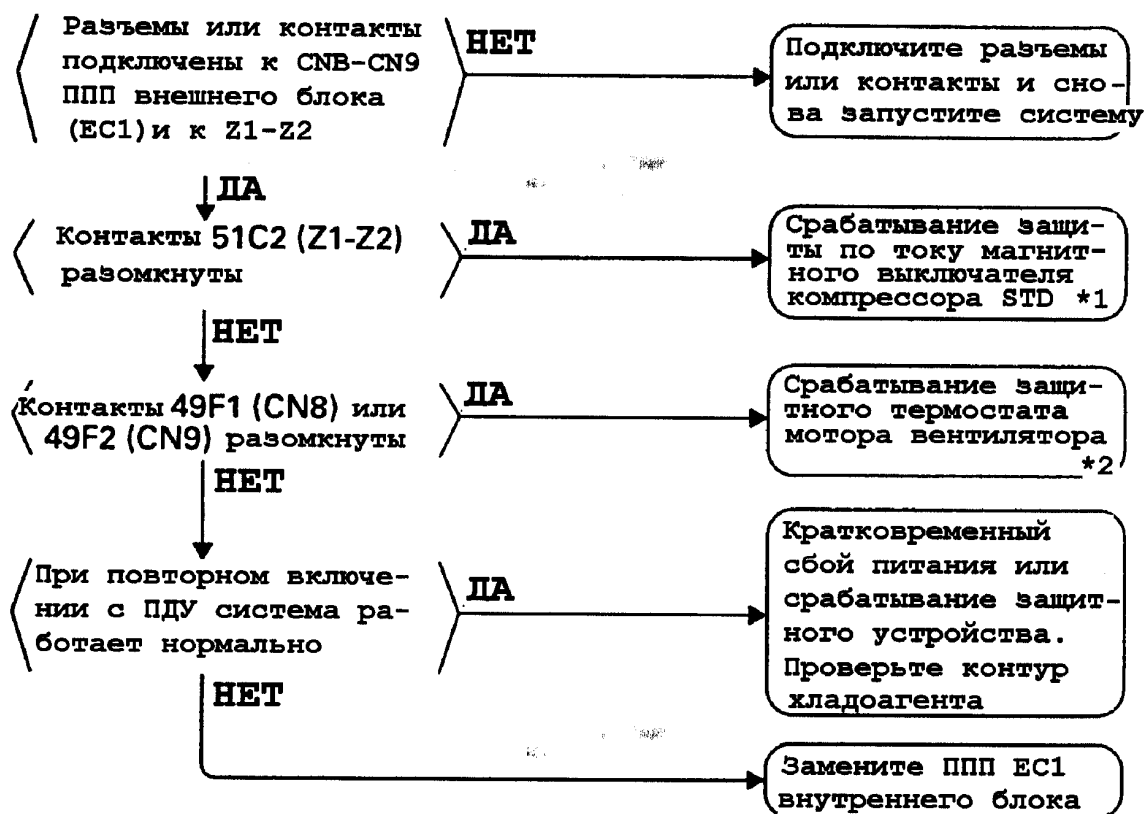 Разъемы или контакты
подключены к CNB-CN9
ППП внешнего блока
(EC1)и к Z1-Z2
НЕТ
Подключите разъемы
или контакты и сно-
ва запустите систему
ДА
Контакты 51C2 (Z1-Z2)
разомкнуты
ДА
Срабатывание защи-
ты по току магнит-
ного выключателя
компрессора STD *1
НЕТ
Контакты 49F1 (CN8) или
49F2 (CN9) разомкнуты
ДА
Срабатывание защи-
тного термостата
мотора вентилятора
*2
НЕТ
При повторном включе-
нии с ПДУ система ра-
ботает нормально
ДА
Кратковременный
сбой питания или
срабатывание защит-
ного устройства.
Проверьте контур
хладоагента
НЕТ
Замените ППП EC1
внутреннего блока